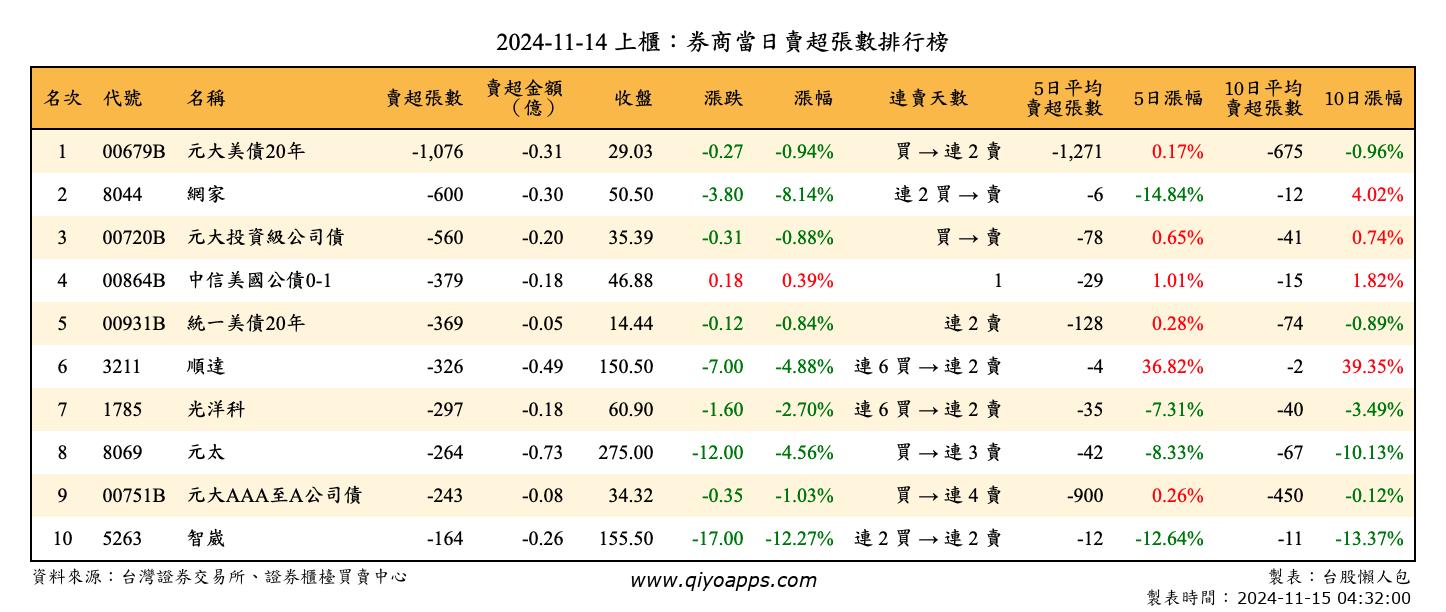 2024-11-14 上櫃：券商當日賣超張數排行榜
名次 代號 名稱 賣超張數 賣超金額（億） 收盤 漲跌 漲幅 連賣天數 5日平均賣超張數 5日漲幅 10日平均賣超張數 10日漲幅
1 00679B 元大美債20年 -1,076 -0.31 29.03 -0.27 -0.94% 買 → 連 2 賣 -1,271 0.17% -675 -0.96%
2 8044 網家 -600 -0.30 50.50 -3.80 -8.14% 連 2 買 → 賣 -6 -14.84% -12 4.02%
3 00720B 元大投資級公司債 -560 -0.20 35.39 -0.31 -0.88% 買 → 賣 -78 0.65% -41 0.74%
4 00864B 中信美國公債0-1 -379 -0.18 46.88 0.18 0.39% 1 -29 1.01% -15 1.82%
5 00931B 統一美債20年 -369 -0.05 14.44 -0.12 -0.84% 連 2 賣 -128 0.28% -74 -0.89%
6 3211 順達 -326 -0.49 150.50 -7.00 -4.88% 連 6 買 → 連 2 賣 -4 36.82% -2 39.35%
7 1785 光洋科 -297 -0.18 60.90 -1.60 -2.70% 連 6 買 → 連 2 賣 -35 -7.31% -40 -3.49%
8 8069 元太 -264 -0.73 275.00 -12.00 -4.56% 買 → 連 3 賣 -42 -8.33% -67 -10.13%
9 00751B 元大AAA至A公司債 -243 -0.08 34.32 -0.35 -1.03% 買 → 連 4 賣 -900 0.26% -450 -0.12%
10 5263 智崴 -164 -0.26 155.50 -17.00 -12.27% 連 2 買 → 連 2 賣 -12 -12.64% -11 -13.37%
資料來源：台灣證券交易所、證券櫃檯買賣中心 www.qiyoapps.com 製表：台股懶人包
製表時間：2024-11-15 04:32:00